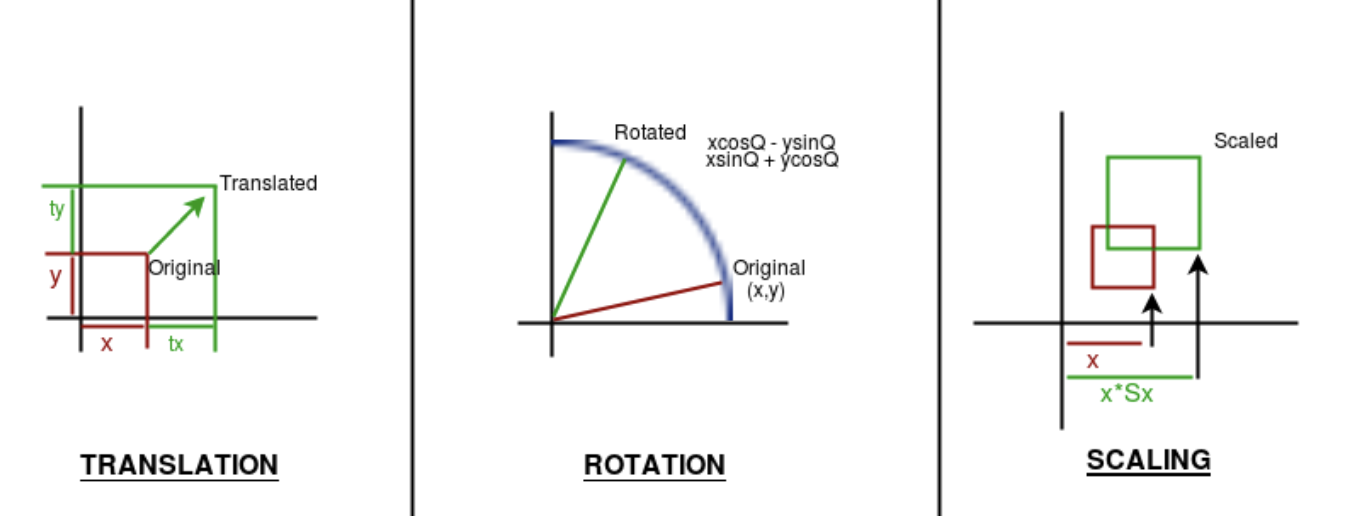 Translated
ty
Original
y
x
tx
TRANSLATION
Rotated
xcosQ - ysinQ
xsinQ + ycosQ
Original
(x,y)
ROTATION
Scaled
x
x*Sx
SCALING